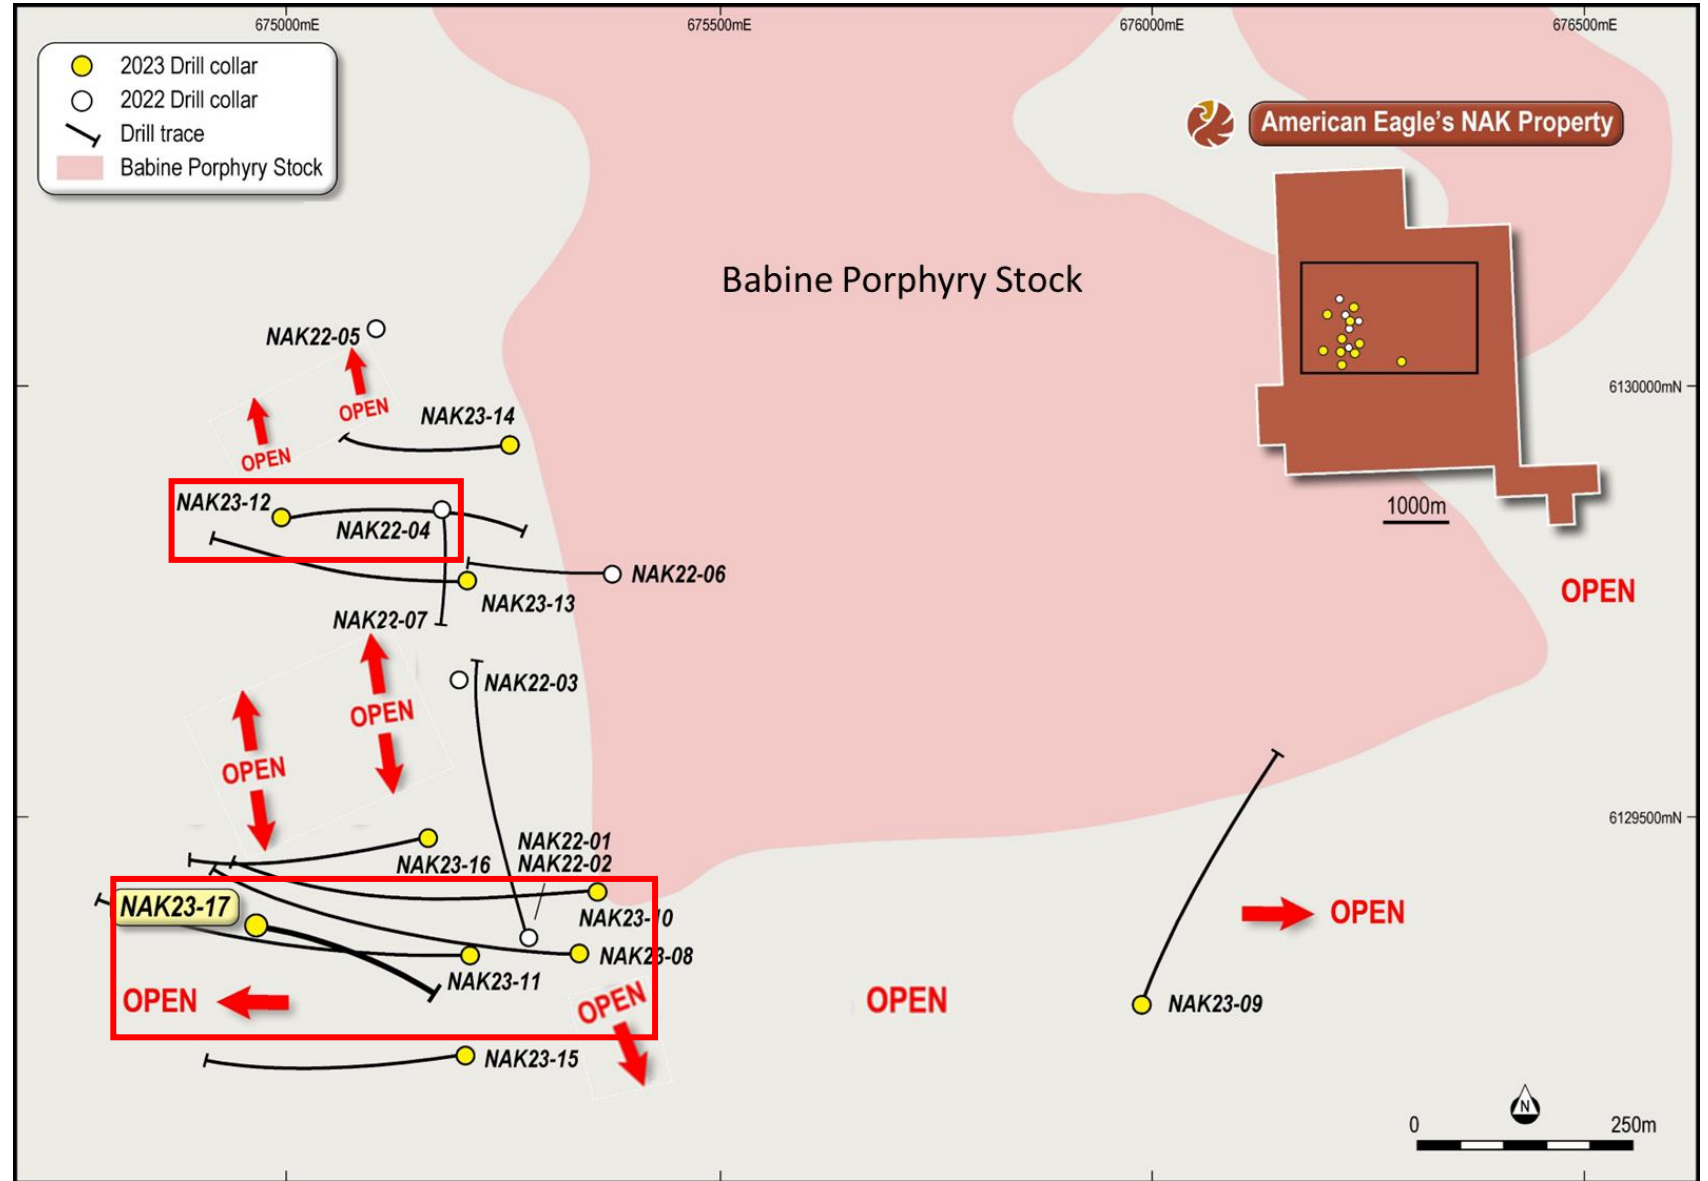 675000mE
675500mE
676000mE
676500mE
2023 Drill collar
2022 Drill collar
Drill trace
Babine Porphyry Stock
American Eagle's NAK Property
Babine Porphyry Stock
NAK22-05
OPEN
OPEN
NAK23-14
6130000mN
NAK23-12
NAK22-04
1000m
NAK22-06
NAK23-13
NAK22-07
OPEN
NAK22-03
OPEN
OPEN
6129500mN
NAK23-16
NAK22-01
NAK22-02
NAK23-17
NAK23-10
NAK23-08
NAK23-11
OPEN
OPEN
OPEN
OPEN
NAK23-09
NAK23-15
N
0
250m